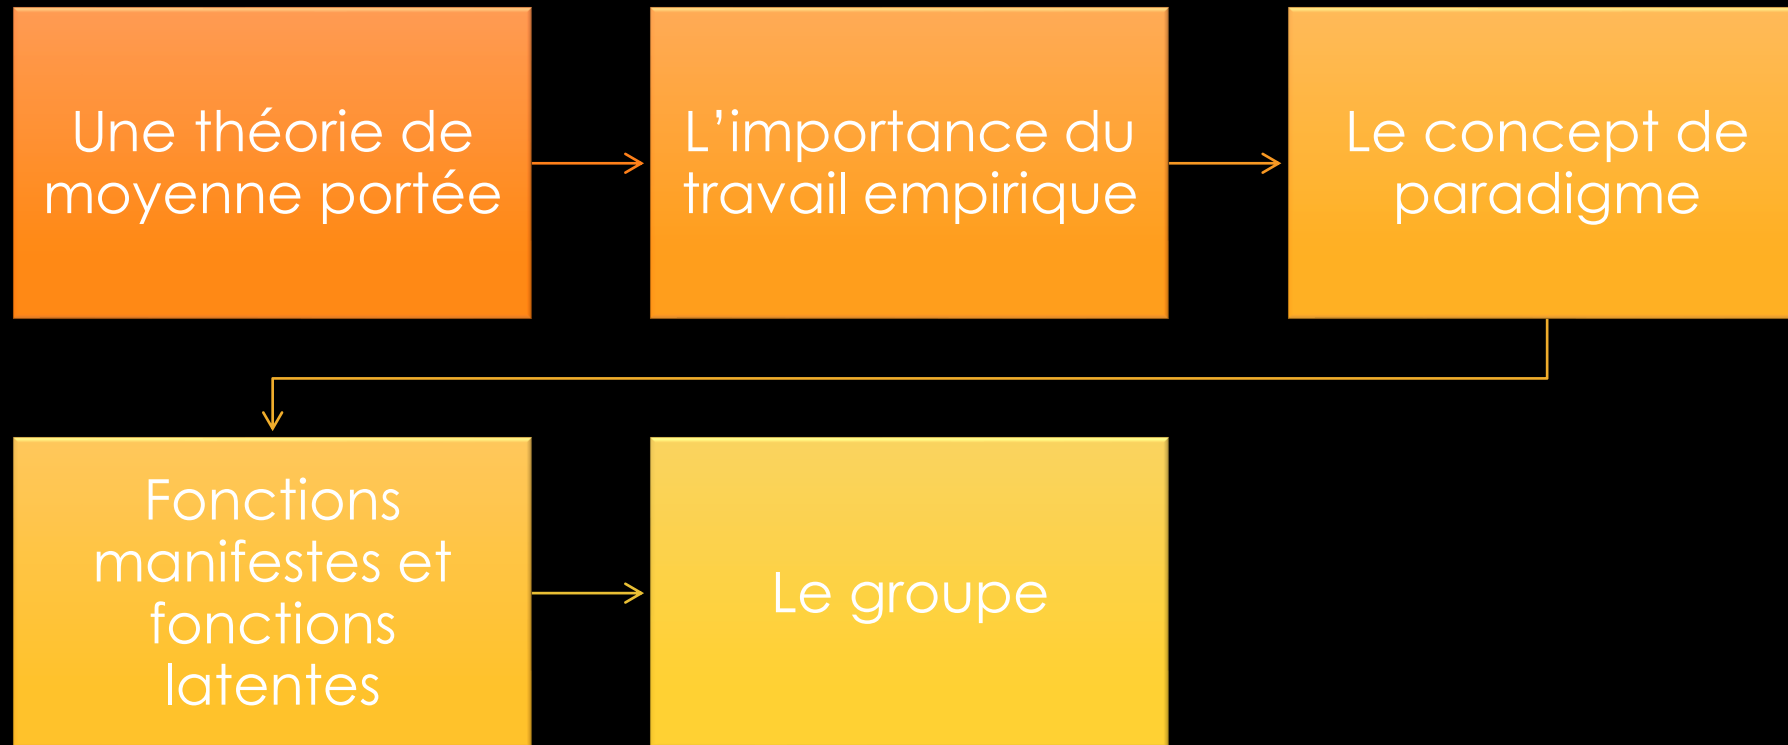 Une théorie de
moyenne portée
L’importance du
travail empirique
Le concept de
paradigme
Fonctions
manifestes et
fonctions
latentes
Le groupe